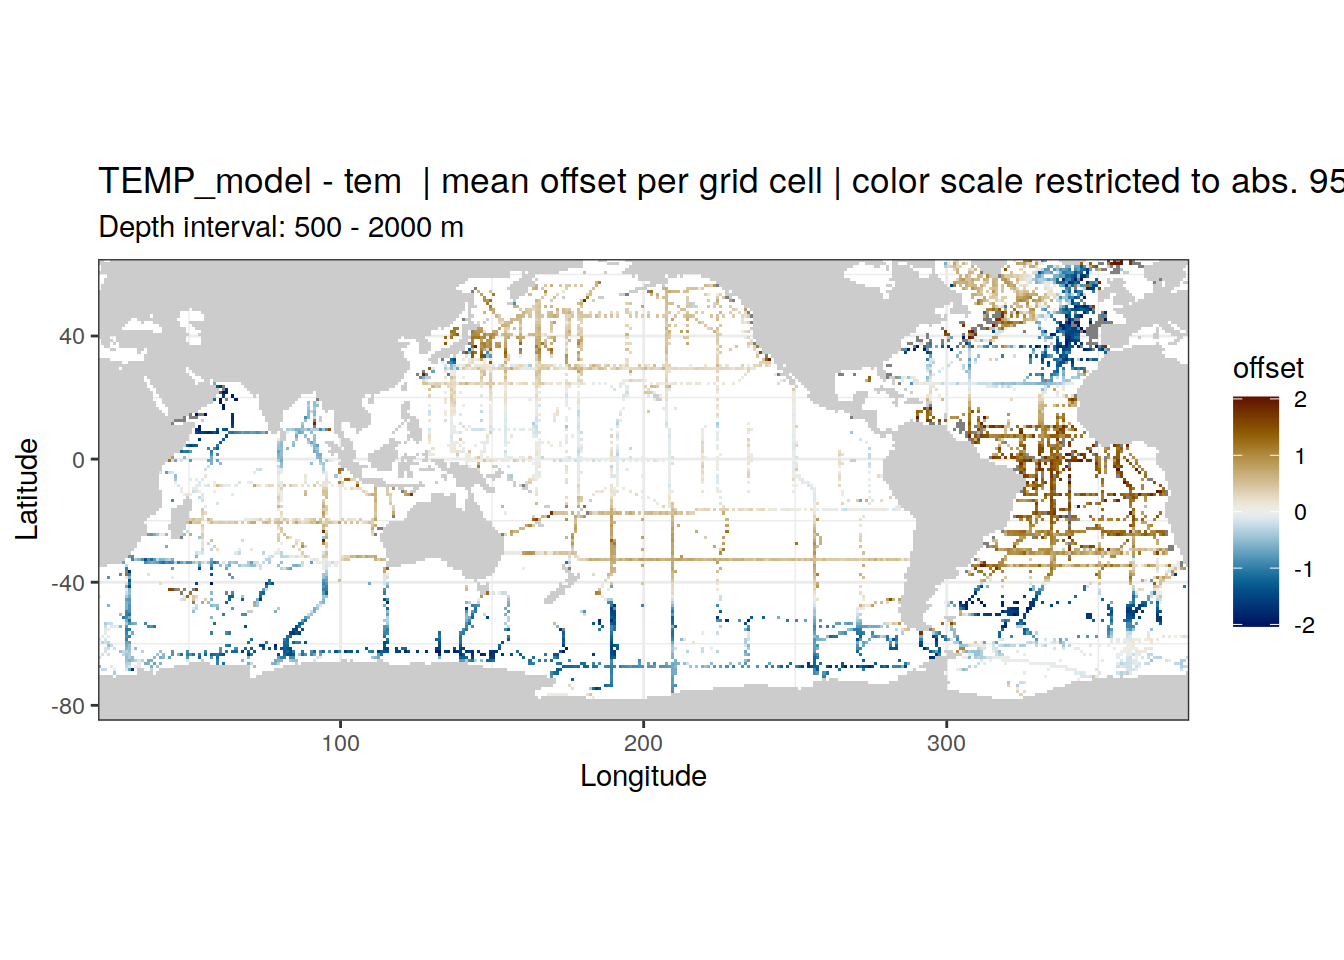 TEMP_model - tem  | mean offset per grid cell | color scale restricted to abs. 95
Depth interval: 500 - 2000 m
40
0
-40
-80
Latitude
100
200
300
Longitude
offset
2
1
0
-1
-2